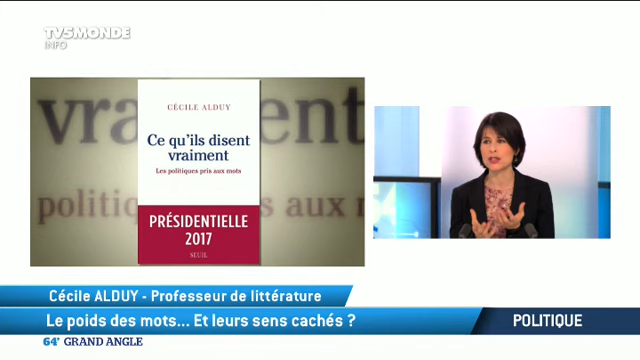 TV5MONDE
INFO
vraiment
politiques pris aux mots
CÉCILE ALDUY
Ce qu'ils disent
vraiment
Les politiques pris aux mots
PRÉSIDENTIELLE
2017
SEUIL
Cécile ALDUY - Professeur de littérature
Le poids des mots... Et leurs sens cachés ?
POLITIQUE
64' GRAND ANGLE